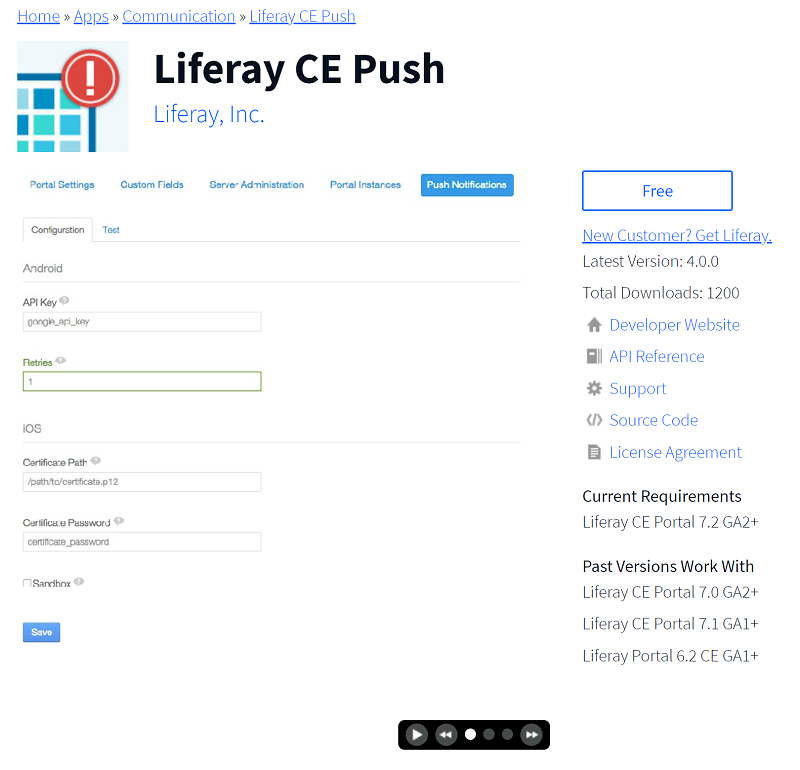 Home » Apps » Communication » Liferay CE Push
Liferay CE Push
Liferay, Inc.
Portal Settings Custom Fields Server Administration Portal Instances Push Notifications
Configuration Test
Android
API Key
google_api_key
Retries
1
iOS
Certificate Path
/path/to/certificate.p12
Certificate Password
certificate_password
Sandbox
Save
Free
New Customer? Get Liferay.
Latest Version: 4.0.0
Total Downloads: 1200
Developer Website
API Reference
Support
Source Code
License Agreement
Current Requirements
Liferay CE Portal 7.2 GA2+
Past Versions Work With
Liferay CE Portal 7.0 GA2+
Liferay CE Portal 7.1 GA1+
Liferay Portal 6.2 CE GA1+